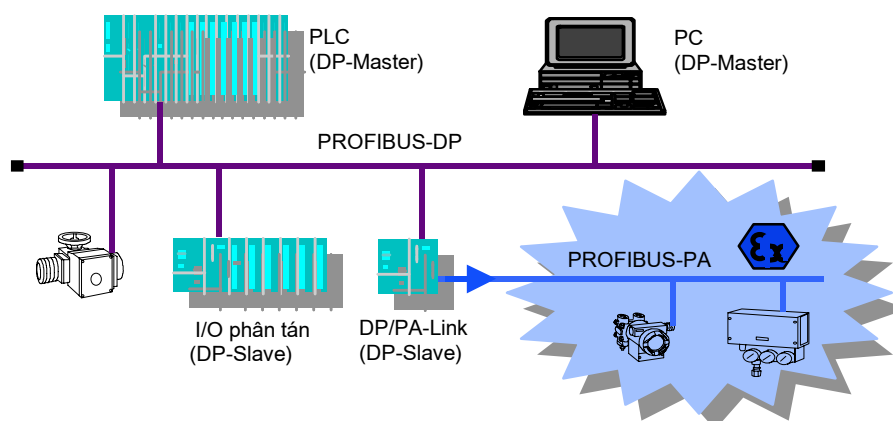 PLC
(DP-Master)
PC
(DP-Master)
PROFIBUS-DP
PROFIBUS-PA
Ex
I/O phân tán
(DP-Slave)
DP/PA-Link
(DP-Slave)